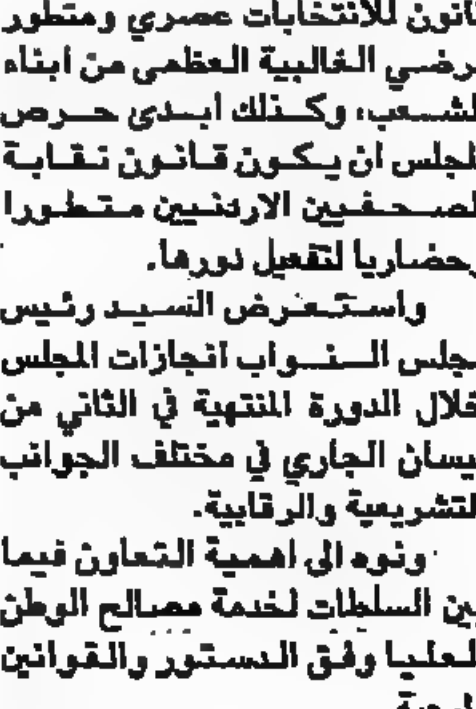 قانون للانتخابات عصري ومتطور
يرضي الغالبية العظمى من ابناء
الشعب، وكذلك ابدى حرص
المجلس ان يكون قانون نقابة
الصحفيين الاردنيين متطورا
وحضاريا لتفعيل دورها.
واستعرض السيد رئيس
مجلس النواب انجازات المجلس
خلال الدورة المنتهية في الثاني من
نيسان الجاري في مختلف الجوانب
التشريعية والرقابية.
ونوه الى اهمية التعاون فيما
بين السلطات لخدمة مصالح الوطن
العليا وفق الدستور والقوانين